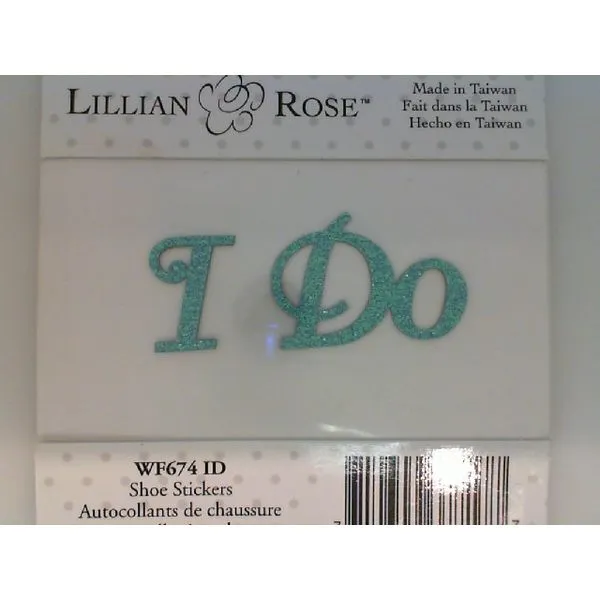 LILLIAN ROSE™
Made in Taiwan
Fait dans la Taiwan
Hecho en Taiwan
I Do
WF674 ID
Shoe Stickers
Autocollants de chaussure
7